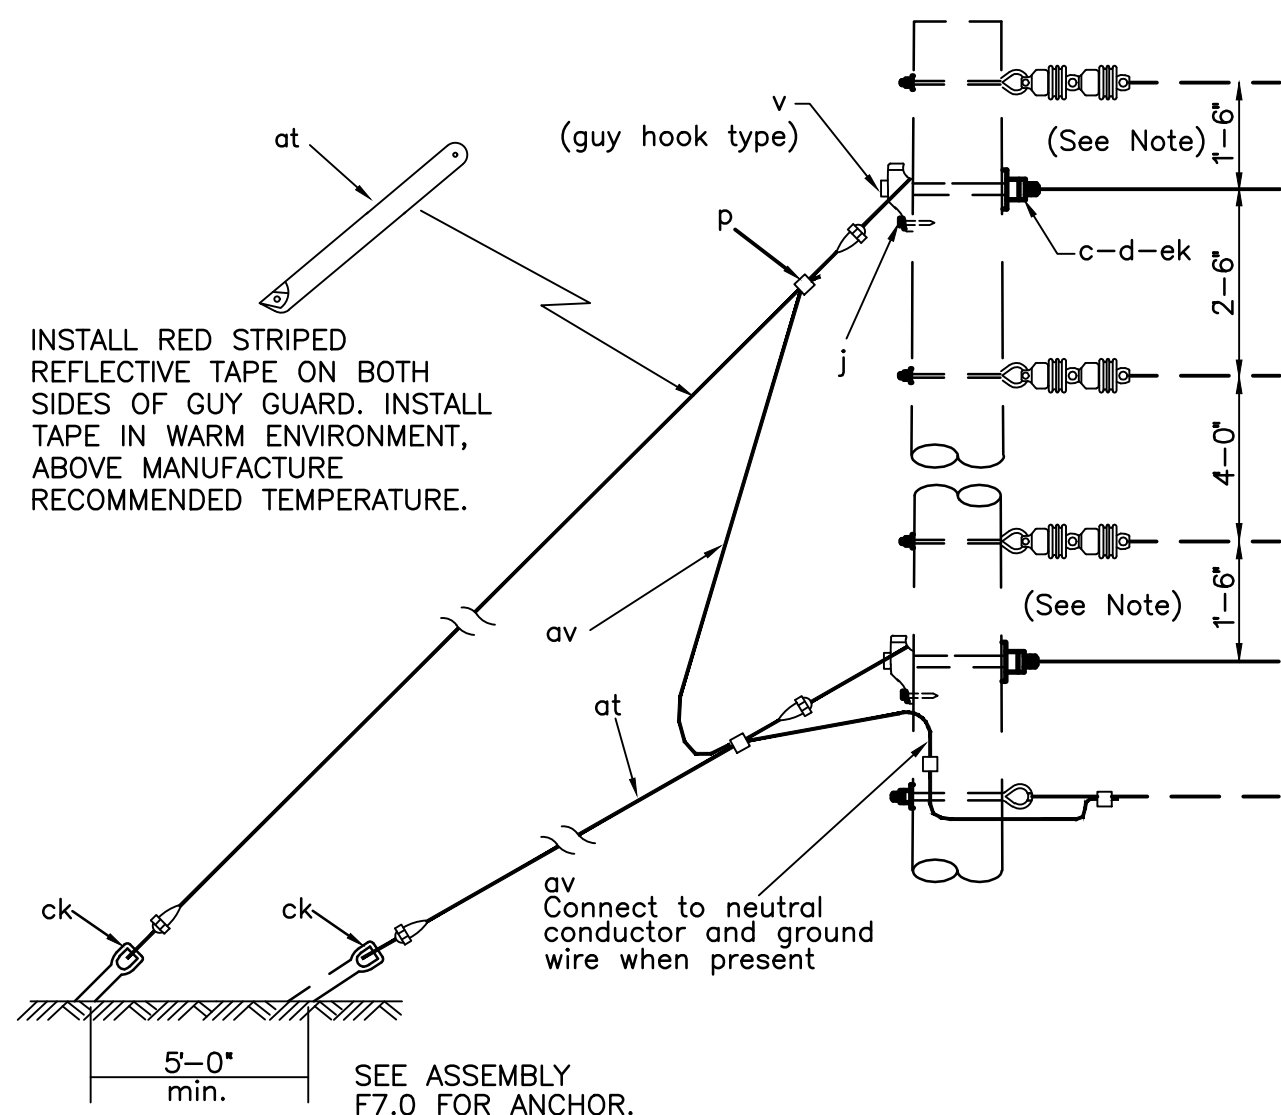 at
v
(guy hook type)
(See Note)
1'-6"
p
c-d-ek
2-6"
j
INSTALL RED STRIPED
REFLECTIVE TAPE ON BOTH
SIDES OF GUY GUARD. INSTALL
TAPE IN WARM ENVIRONMENT,
ABOVE MANUFACTURE
RECOMMENDED TEMPERATURE.
4-0"
av
(See Note)
1'-6"
at
av
Connect to neutral
conductor and ground
wire when present
ck
ck
5'-0"
min.
SEE ASSEMBLY
F7.0 FOR ANCHOR.